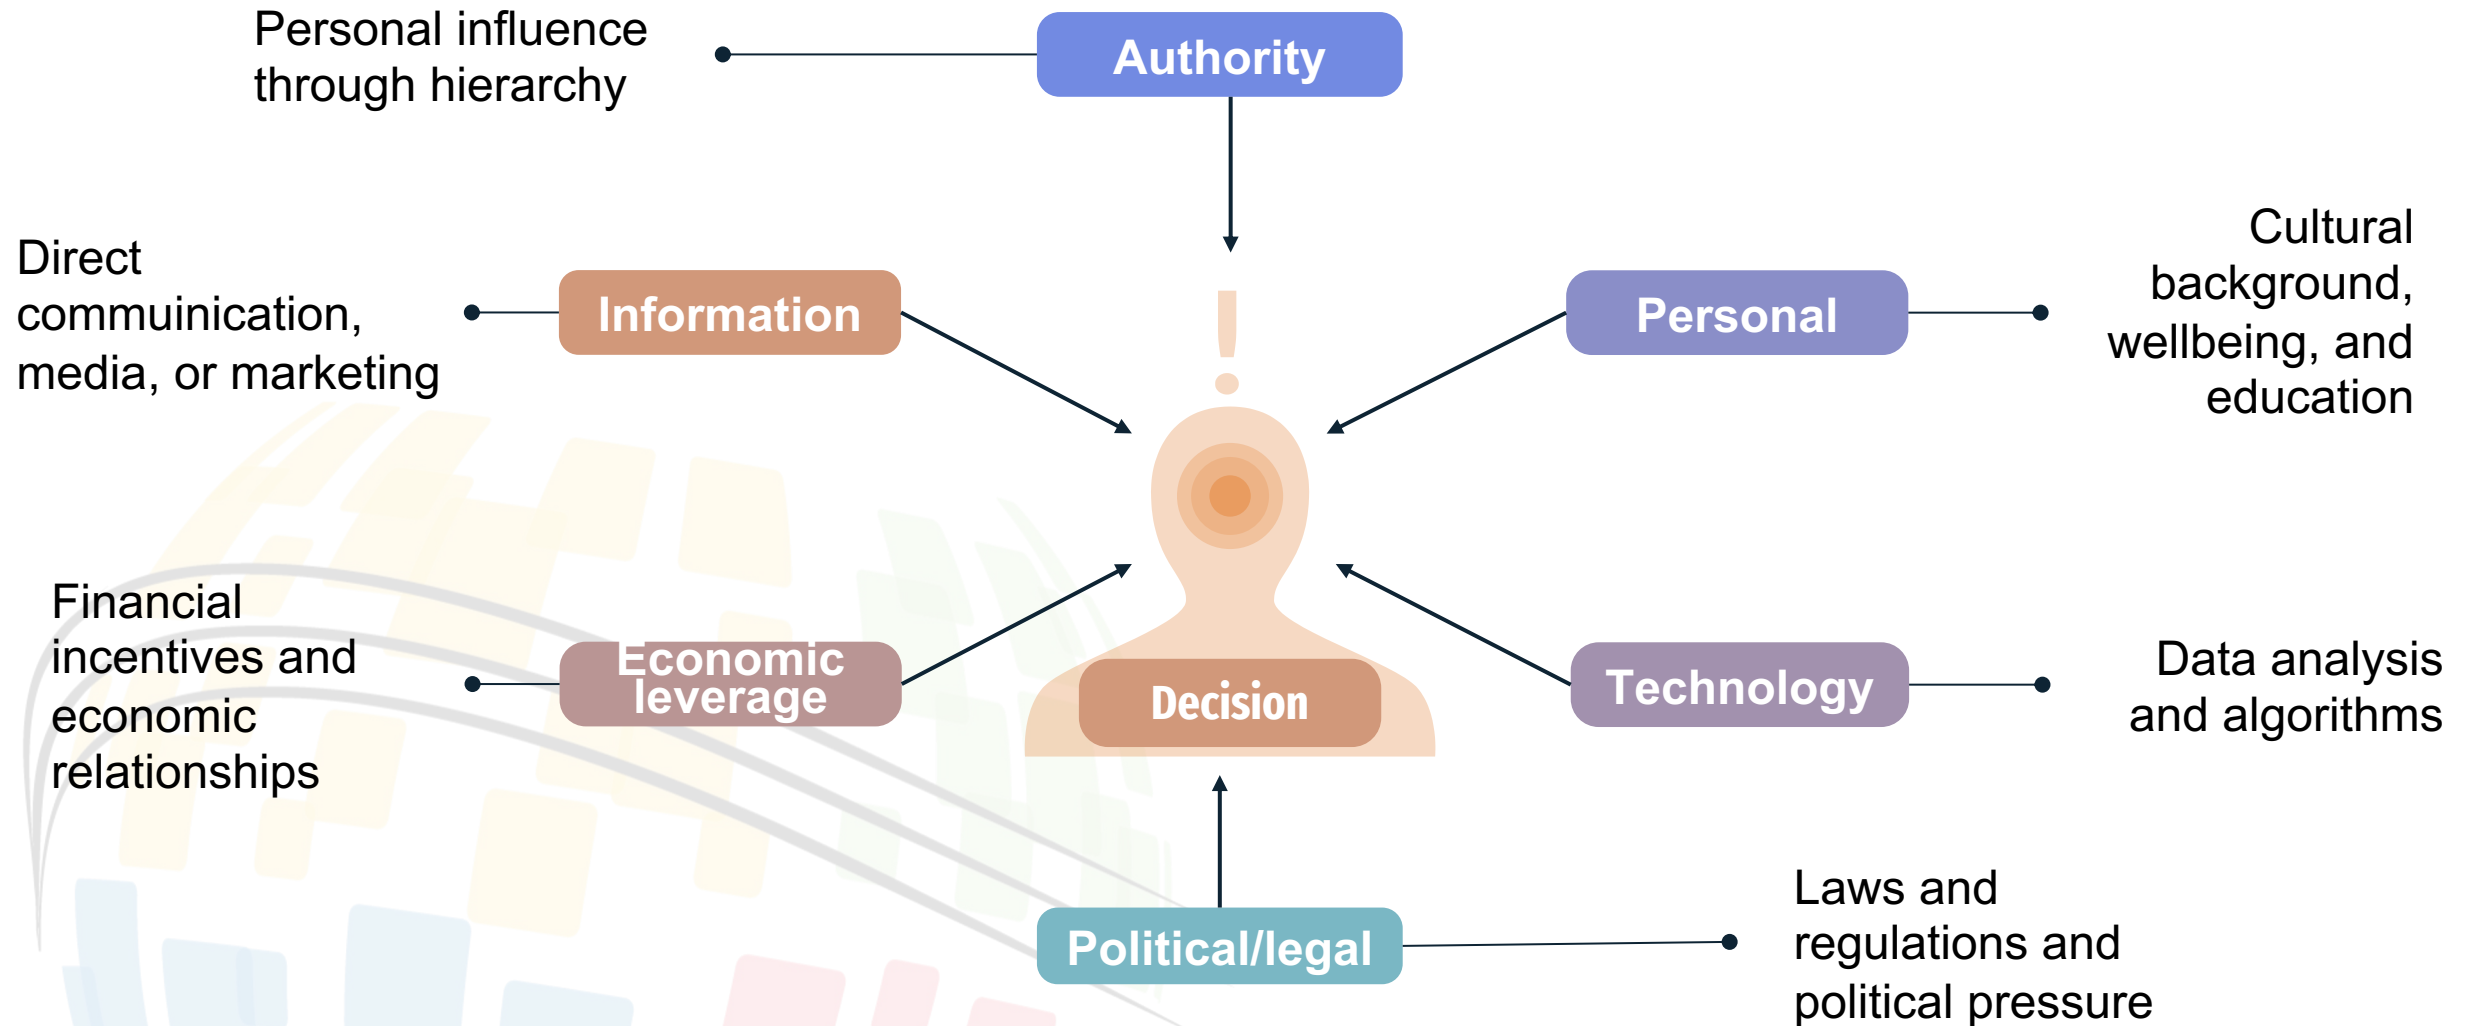 Personal influence
through hierarchy
Authority
Direct
commuinication,
media, or marketing
Information
Personal
Cultural
background,
wellbeing, and
education
Financial
incentives and
economic
relationships
Economic
leverage
Decision
Technology
Data analysis
and algorithms
Political/legal
Laws and
regulations and
political pressure